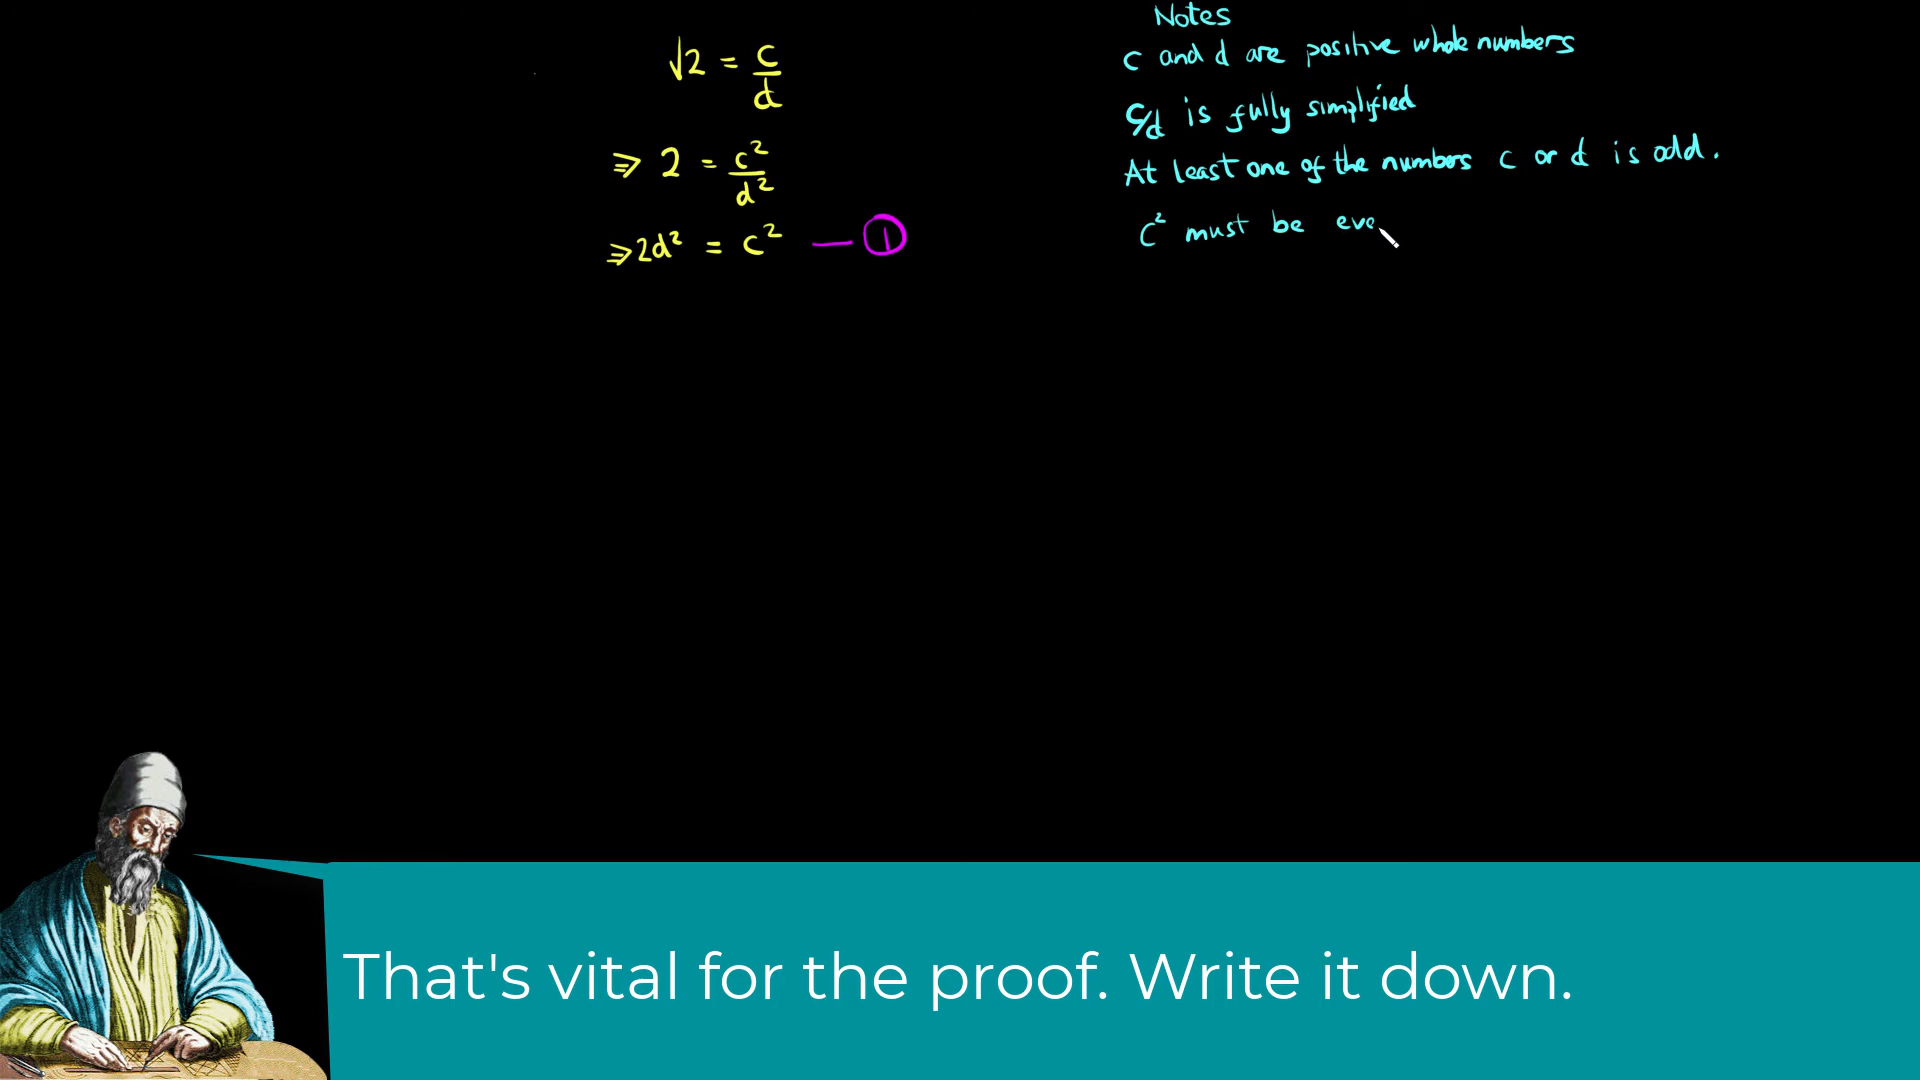 √2 = c/d
⇒ 2 = c²/d²
⇒ 2d² = c² — ①
Notes
c and d are positive whole numbers
c/d is fully simplified
At least one of the numbers c or d is odd.
c² must be eve
That's vital for the proof. Write it down.